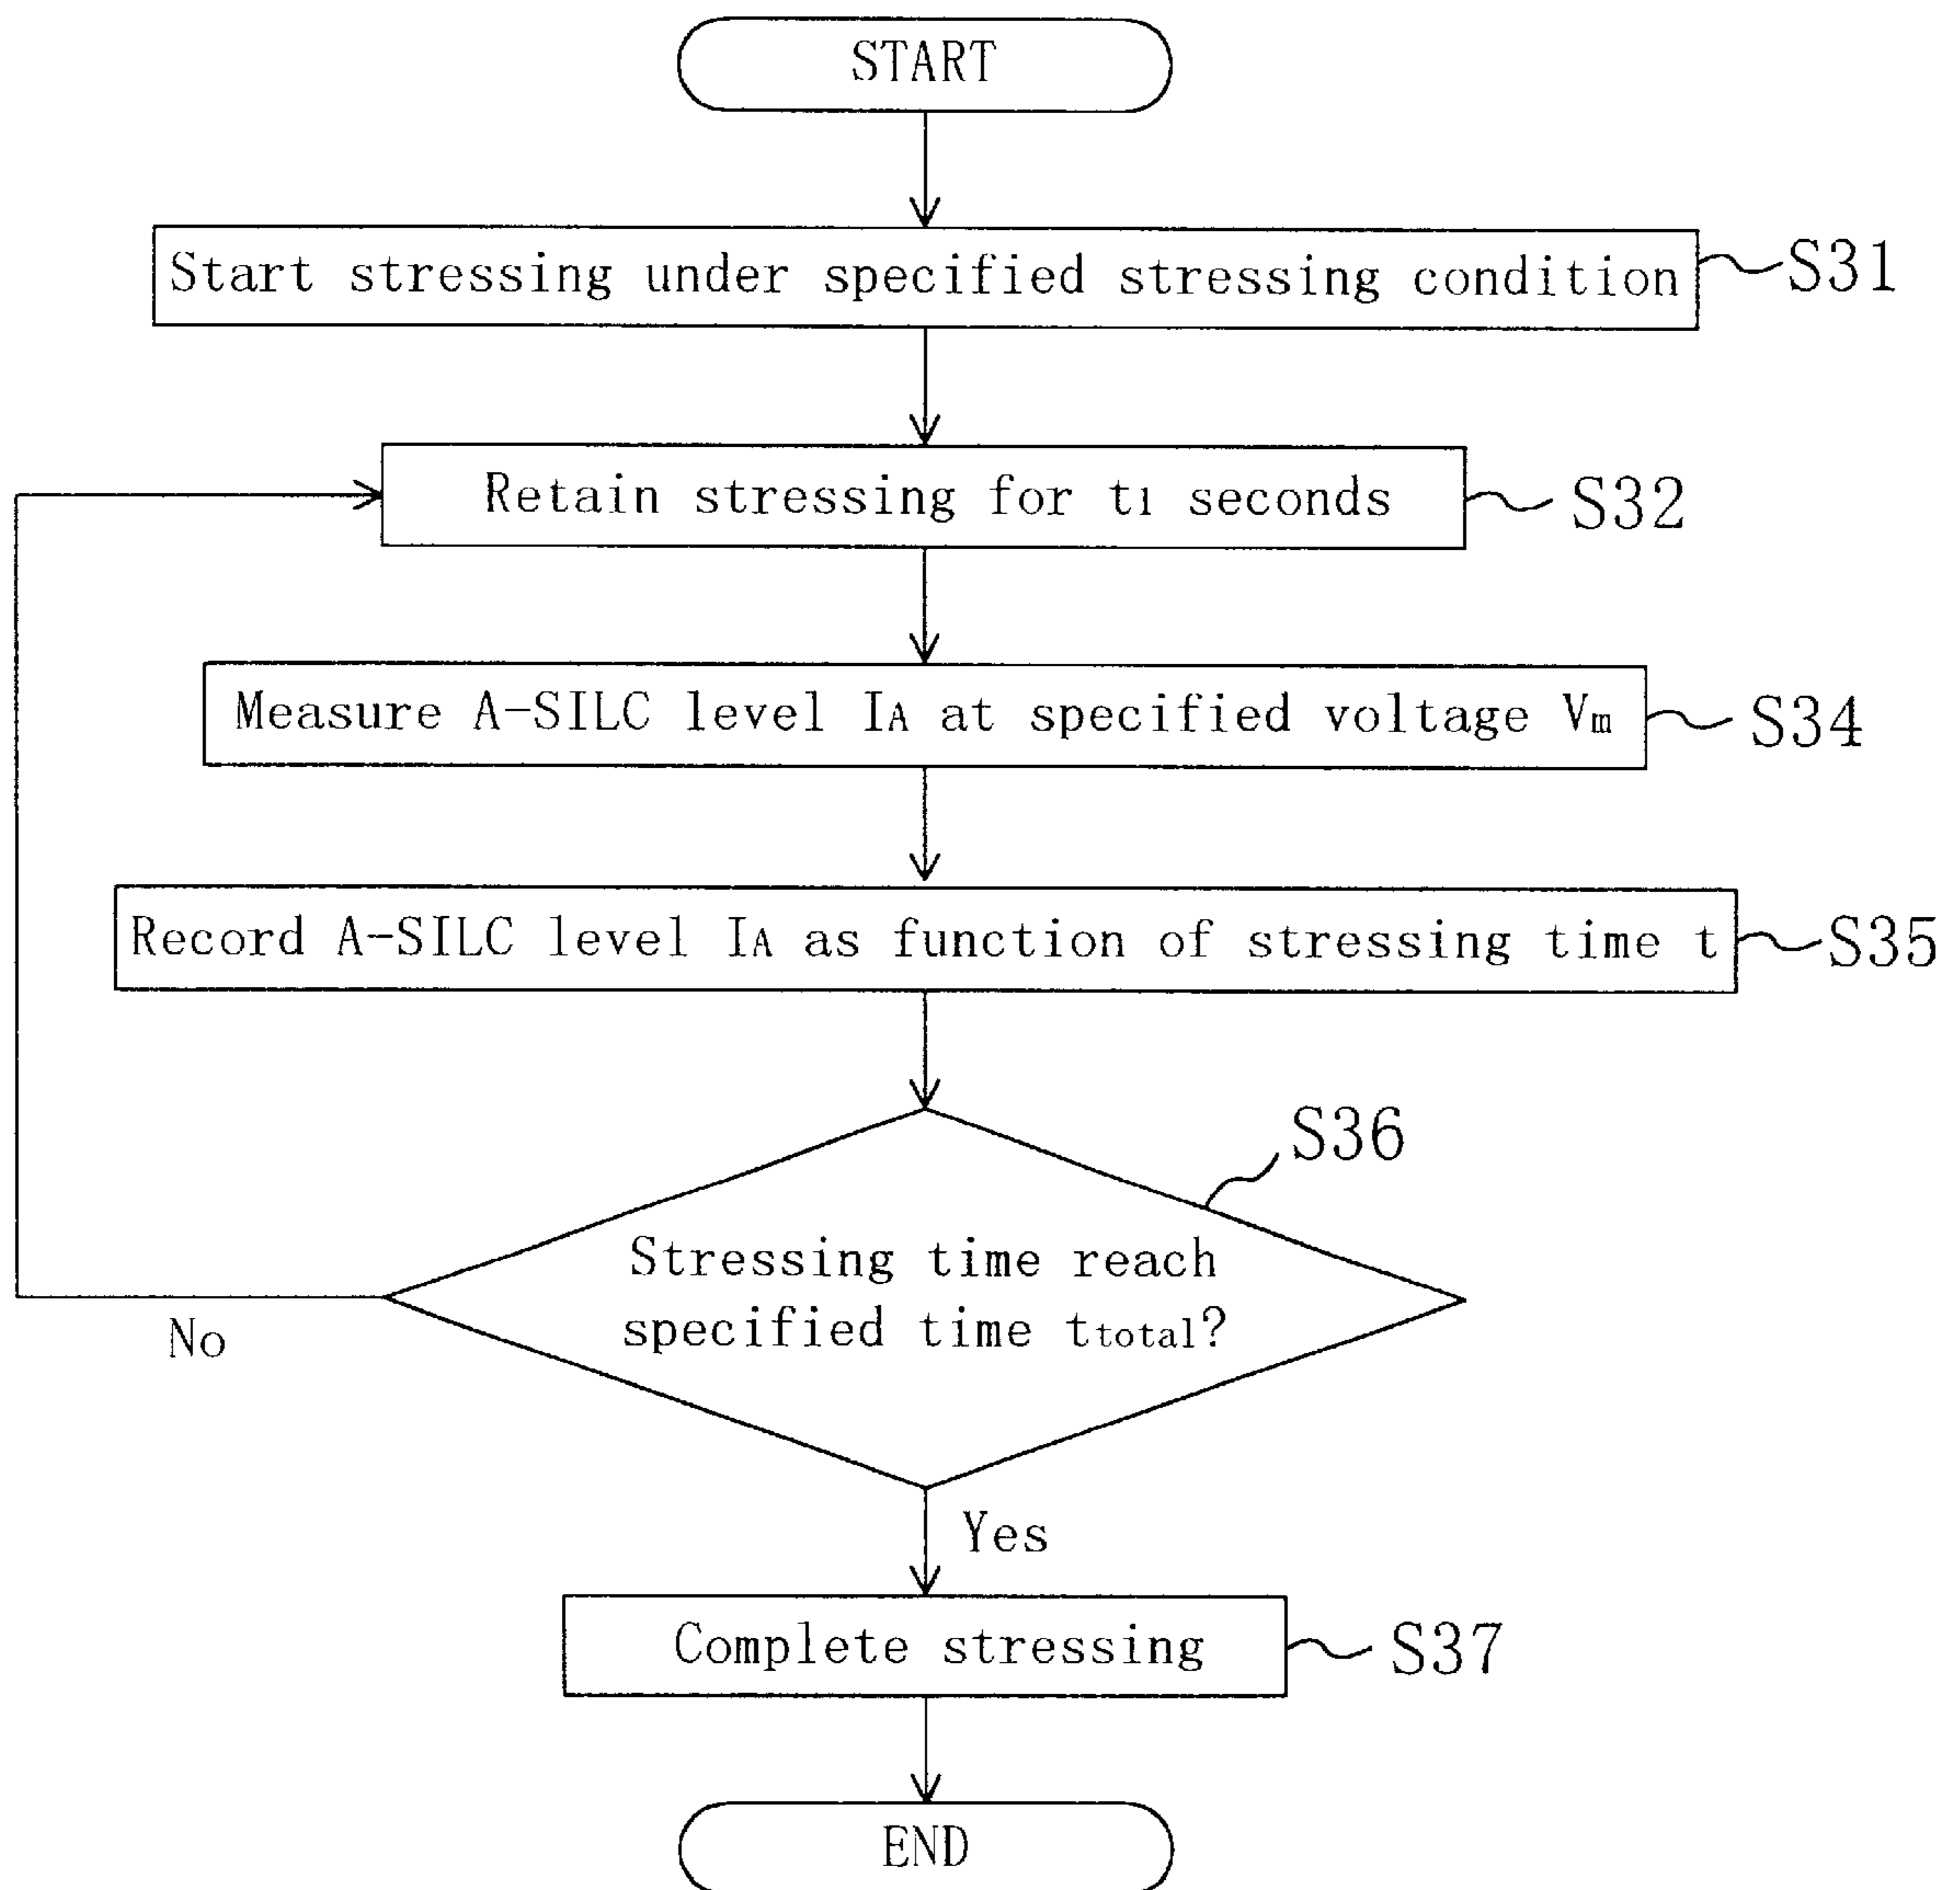 START
Start stressing under specified stressing condition
S31
Retain stressing for t1 seconds
S32
Measure A-SILC level IA at specified voltage Vm
S34
Record A-SILC level IA as function of stressing time t
S35
S36
Stressing time reach
specified time ttotal?
No
Yes
Complete stressing
S37
END